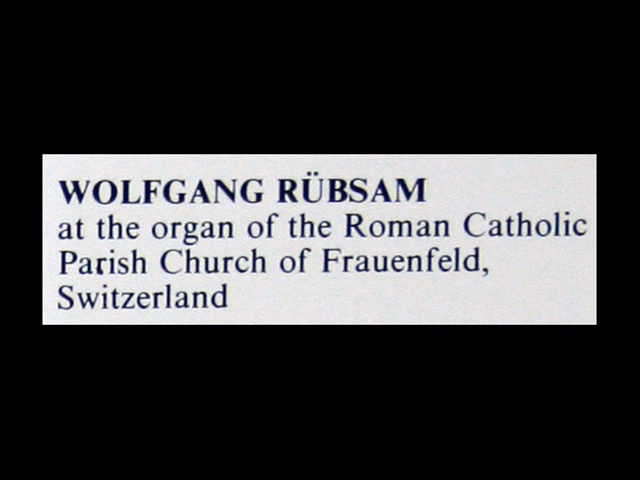 WOLFGANG RÜBSAM
at the organ of the Roman Catholic
Parish Church of Frauenfeld,
Switzerland